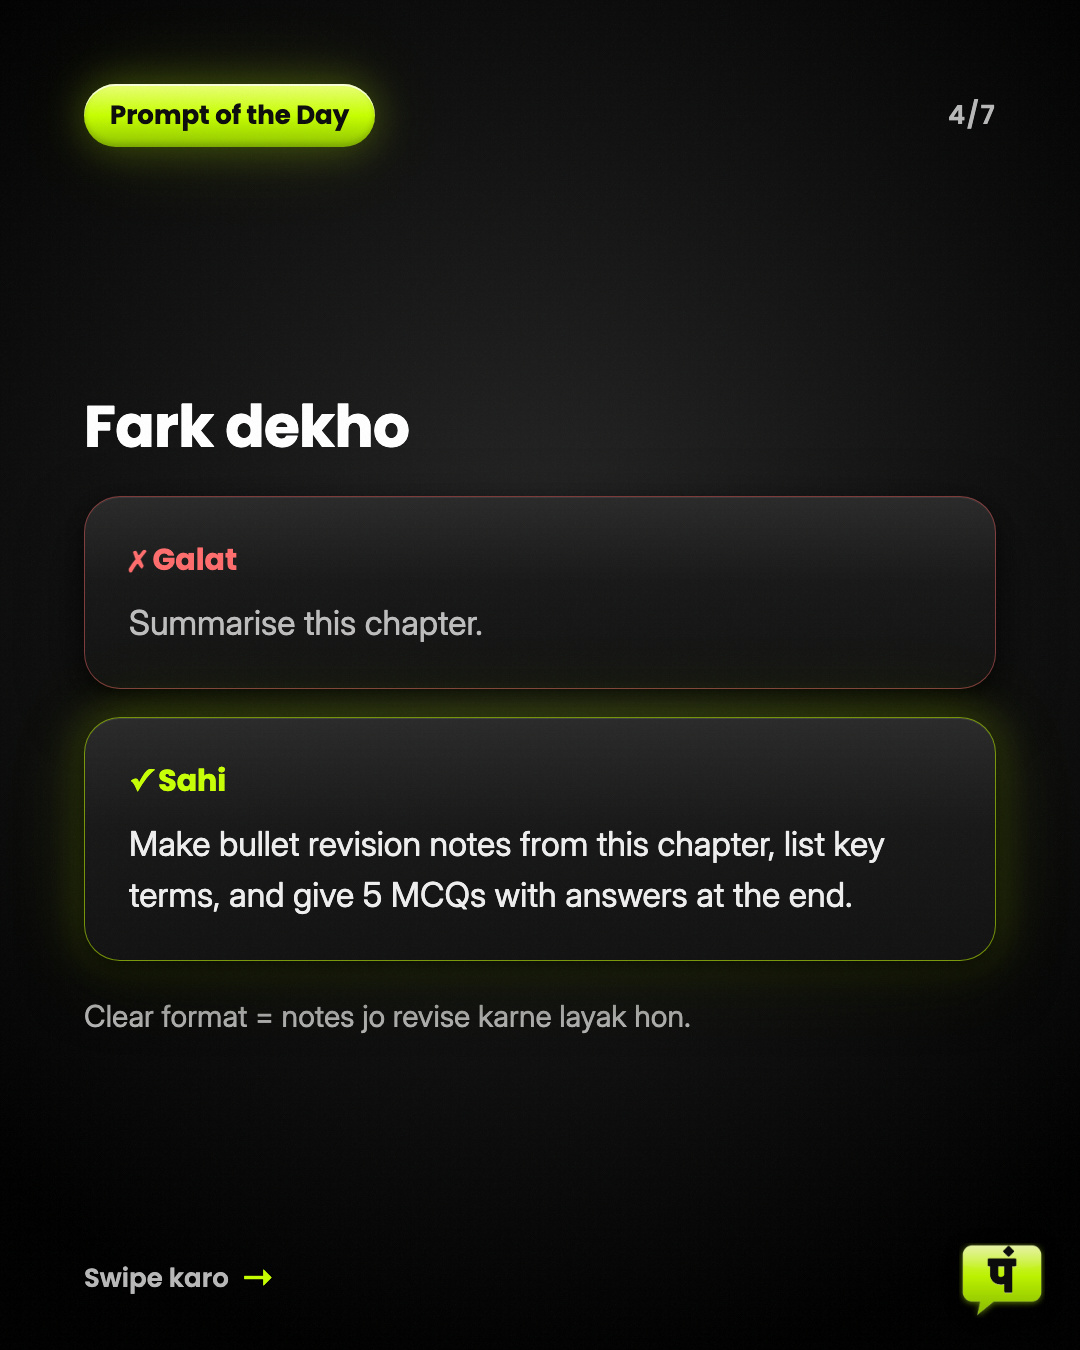 Prompt of the Day
4/7
Fark dekho
✗ Galat
Summarise this chapter.
✓ Sahi
Make bullet revision notes from this chapter, list key
terms, and give 5 MCQs with answers at the end.
Clear format = notes jo revise karne layak hon.
Swipe karo →
पं